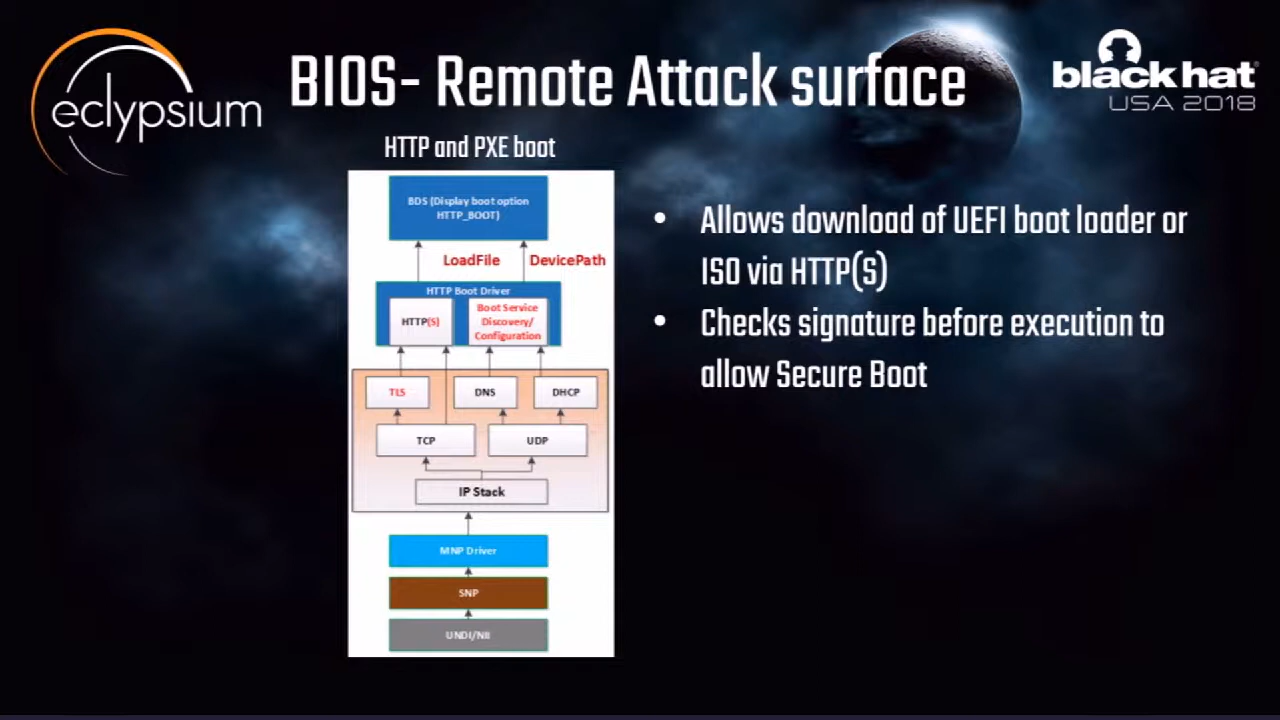 eclypsium
BIOS- Remote Attack surface
black hat
USA 2018
HTTP and PXE boot
BDS (Display boot option
HTTP_BOOT)
LoadFile
DevicePath
HTTP Boot Driver
HTTP(S)
Boot Service
Discovery/
Configuration
TLS
DNS
DHCP
TCP
UDP
IP Stack
MNP Driver
SNP
UNDI/NII
• Allows download of UEFI boot loader or
ISO via HTTP(S)
• Checks signature before execution to
allow Secure Boot